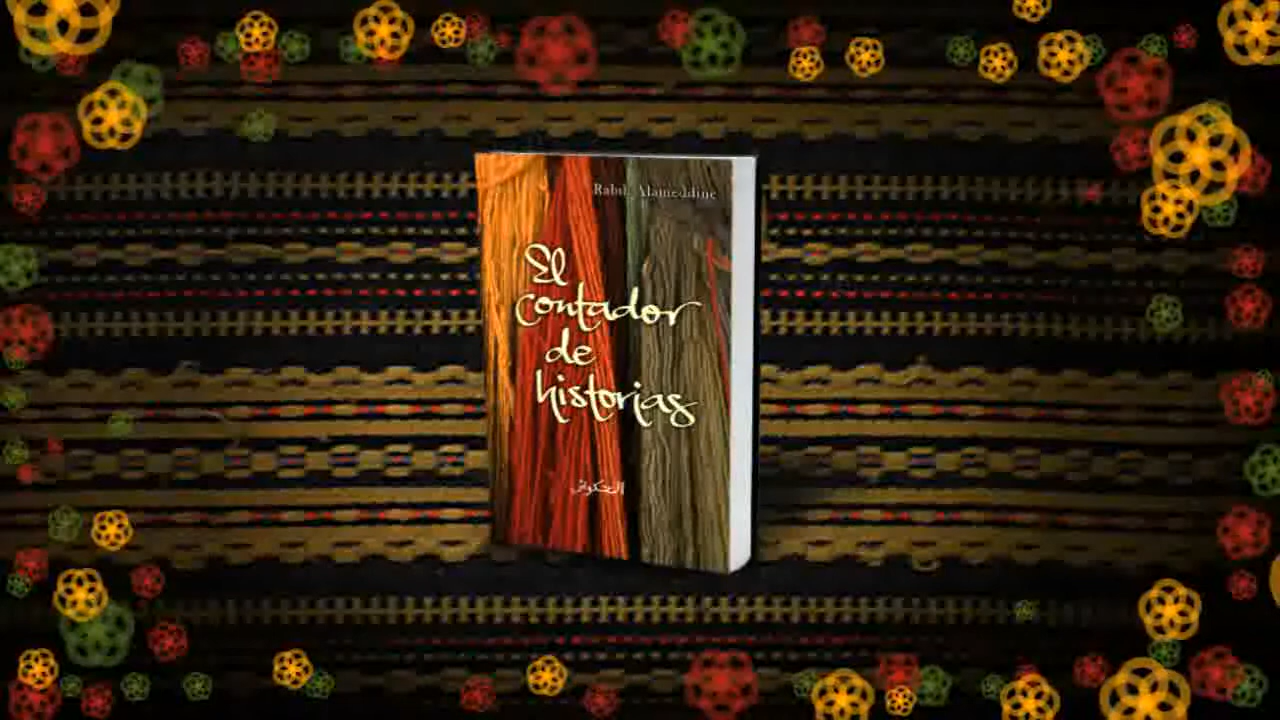 Rabih Alameddine
El
contador
de
historias